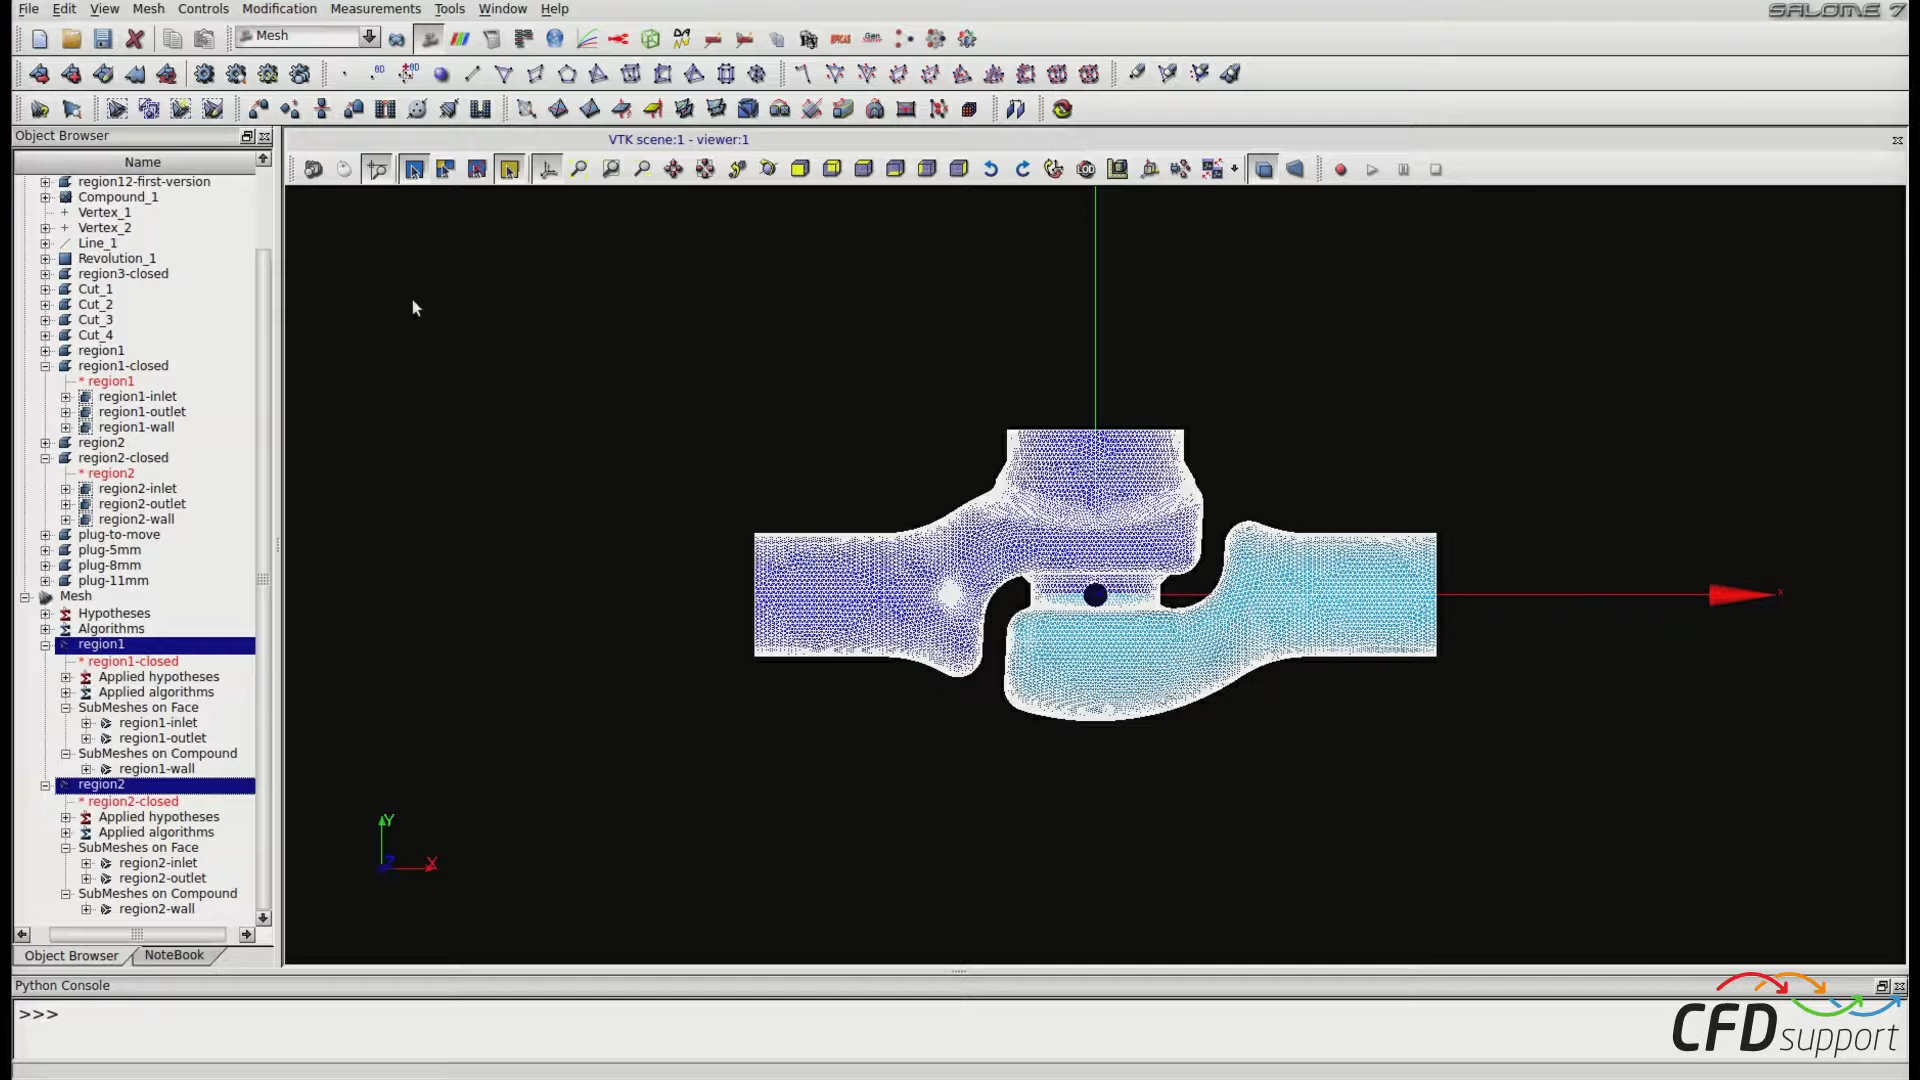 File Edit View Mesh Controls Modification Measurements Tools Window Help
SALOME 7
Mesh
Object Browser
VTK scene:1 - viewer:1
Name
region12-first-version
Compound_1
Vertex_1
Vertex_2
Line_1
Revolution_1
region3-closed
Cut_1
Cut_2
Cut_3
Cut_4
region1
region1-closed
* region1
region1-inlet
region1-outlet
region1-wall
region2
region2-closed
* region2
region2-inlet
region2-outlet
region2-wall
plug-to-move
plug-5mm
plug-8mm
plug-11mm
Mesh
Hypotheses
Algorithms
region1
* region1-closed
Applied hypotheses
Applied algorithms
SubMeshes on Face
region1-inlet
region1-outlet
SubMeshes on Compound
region1-wall
region2
* region2-closed
Applied hypotheses
Applied algorithms
SubMeshes on Face
region2-inlet
region2-outlet
SubMeshes on Compound
region2-wall
Y
Z
X
Object Browser NoteBook
Python Console
>>>
CFD support